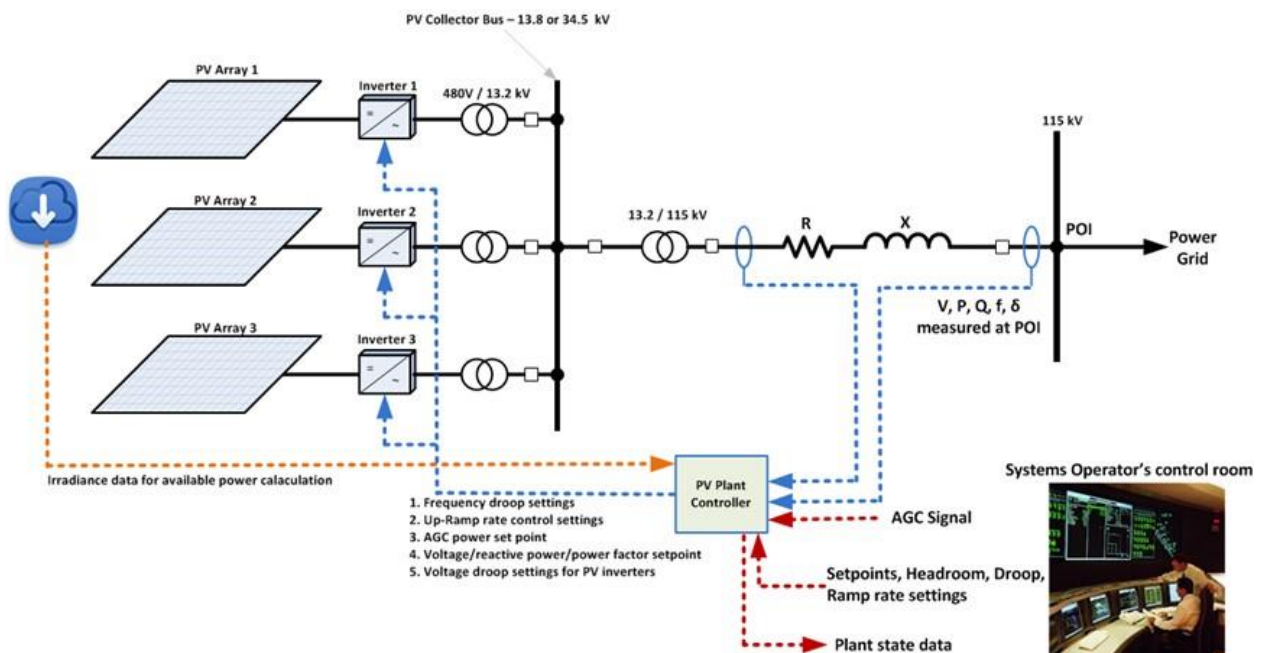 PV Collector Bus – 13.8 or 34.5 kV
PV Array 1
Inverter 1
480V / 13.2 kV
115 kV
PV Array 2
Inverter 2
13.2 / 115 kV
R
X
POI
Power
Grid
V, P, Q, f, δ
measured at POI
PV Array 3
Inverter 3
Irradiance data for available power calaculation
PV Plant
Controller
1. Frequency droop settings
2. Up-Ramp rate control settings
3. AGC power set point
4. Voltage/reactive power/power factor setpoint
5. Voltage droop settings for PV inverters
AGC Signal
Setpoints, Headroom, Droop,
Ramp rate settings
Plant state data
Systems Operator’s control room